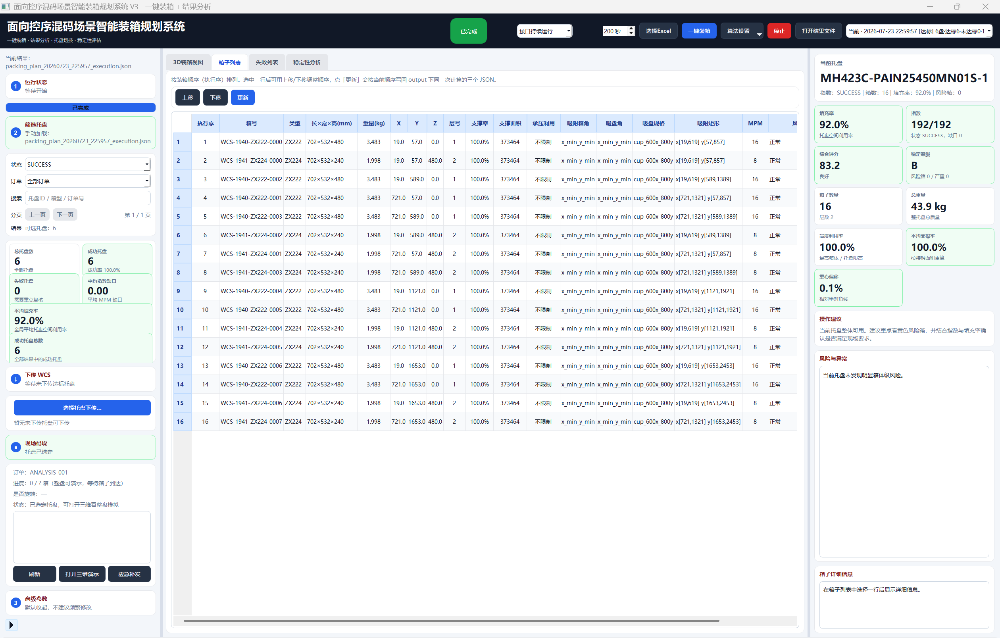 面向控序混码场景智能装箱规划系统 V3 - 一键装箱 + 结果分析
面向控序混码场景智能装箱规划系统
一键装箱 · 结果分析 · 托盘切换 · 稳定性评估
已完成
接口持续运行
200 秒
选择Excel
一键装箱
算法设置
停止
打开结果文件
当前 · 2026-07-23 22:59:57 [达标] 6盘·达标6·未达标0·1
当前结果：
packing_plan_20260723_225957_execution.json
1
运行状态
等待开始
已完成
2
筛选托盘
手动加载：
packing_plan_20260723_225957_execution.json
状态 SUCCESS
订单 全部订单
搜索 托盘ID / 箱型 / 订单号
分页 上一页 下一页 第 1 / 1 页
结果 可选托盘：6
总托盘数
6
全部托盘
成功托盘
6
成功率 100.0%
失败托盘
0
需要重点复核
平均指数缺口
0.00
平均 MPM 缺口
平均填充率
92.0%
全局平均托盘空间利用率
成功托盘总数
6
全部结果中的成功托盘
↓
下传 WCS
等待未下传达标托盘
选择托盘下传...
暂无未下传托盘可下传
现场码垛
托盘已选定
订单：ANALYSIS_001
进度：0 / ? 箱（整盘可演示，等待箱子到达）
是否旋转：—
状态：已选定托盘，可打开三维看整盘模拟
刷新 打开三维演示 应急补发
3
高级参数
默认收起，不建议频繁修改
3D装箱视图 箱子列表 失败列表 稳定性分析
按装箱顺序（执行序）排列。选中一行后可用上移/下移调整顺序，点「更新」会按当前顺序写回 output 下同一次计算的三个 JSON。
上移 下移 更新
执行序 箱号 类型 长×宽×高(mm) 重量(kg) X Y Z 层号 支撑率 支撑面积 承压利用 吸附箱角 吸盘角 吸盘规格 吸附矩形 MPM 风
1 1 WCS-1940-ZX222-0000 ZX222 702×532×480 3.483 19.0 57.0 0.0 1 100.0% 373464 不限制 x_min_y_min x_min_y_min cup_600x_800y x[19,619] y[57,857] 16 正常
2 2 WCS-1941-ZX224-0000 ZX224 702×532×240 1.998 19.0 57.0 480.0 2 100.0% 373464 不限制 x_min_y_min x_min_y_min cup_600x_800y x[19,619] y[57,857] 8 正常
3 3 WCS-1940-ZX222-0002 ZX222 702×532×480 3.483 19.0 589.0 0.0 1 100.0% 373464 不限制 x_min_y_min x_min_y_min cup_600x_800y x[19,619] y[589,1389] 16 正常
4 4 WCS-1940-ZX222-0001 ZX222 702×532×480 3.483 721.0 57.0 0.0 1 100.0% 373464 不限制 x_min_y_min x_min_y_min cup_600x_800y x[721,1321] y[57,857] 16 正常
5 5 WCS-1940-ZX222-0003 ZX222 702×532×480 3.483 721.0 589.0 0.0 1 100.0% 373464 不限制 x_min_y_min x_min_y_min cup_600x_800y x[721,1321] y[589,1389] 16 正常
6 6 WCS-1941-ZX224-0002 ZX224 702×532×240 1.998 19.0 589.0 480.0 2 100.0% 373464 不限制 x_min_y_min x_min_y_min cup_600x_800y x[19,619] y[589,1389] 8 正常
7 7 WCS-1941-ZX224-0001 ZX224 702×532×240 1.998 721.0 57.0 480.0 2 100.0% 373464 不限制 x_min_y_min x_min_y_min cup_600x_800y x[721,1321] y[57,857] 8 正常
8 8 WCS-1941-ZX224-0003 ZX224 702×532×240 1.998 721.0 589.0 480.0 2 100.0% 373464 不限制 x_min_y_min x_min_y_min cup_600x_800y x[721,1321] y[589,1389] 8 正常
9 9 WCS-1940-ZX222-0004 ZX222 702×532×480 3.483 19.0 1121.0 0.0 1 100.0% 373464 不限制 x_min_y_min x_min_y_min cup_600x_800y x[19,619] y[1121,1921] 16 正常
10 10 WCS-1940-ZX222-0005 ZX222 702×532×480 3.483 721.0 1121.0 0.0 1 100.0% 373464 不限制 x_min_y_min x_min_y_min cup_600x_800y x[721,1321] y[1121,1921] 16 正常
11 11 WCS-1941-ZX224-0004 ZX224 702×532×240 1.998 19.0 1121.0 480.0 2 100.0% 373464 不限制 x_min_y_min x_min_y_min cup_600x_800y x[19,619] y[1121,1921] 8 正常
12 12 WCS-1941-ZX224-0005 ZX224 702×532×240 1.998 721.0 1121.0 480.0 2 100.0% 373464 不限制 x_min_y_min x_min_y_min cup_600x_800y x[721,1321] y[1121,1921] 8 正常
13 13 WCS-1940-ZX222-0006 ZX222 702×532×480 3.483 19.0 1653.0 0.0 1 100.0% 373464 不限制 x_min_y_min x_min_y_min cup_600x_800y x[19,619] y[1653,2453] 16 正常
14 14 WCS-1940-ZX222-0007 ZX222 702×532×480 3.483 721.0 1653.0 0.0 1 100.0% 373464 不限制 x_min_y_min x_min_y_min cup_600x_800y x[721,1321] y[1653,2453] 16 正常
15 15 WCS-1941-ZX224-0006 ZX224 702×532×240 1.998 19.0 1653.0 480.0 2 100.0% 373464 不限制 x_min_y_min x_min_y_min cup_600x_800y x[19,619] y[1653,2453] 8 正常
16 16 WCS-1941-ZX224-0007 ZX224 702×532×240 1.998 721.0 1653.0 480.0 2 100.0% 373464 不限制 x_min_y_min x_min_y_min cup_600x_800y x[721,1321] y[1653,2453] 8 正常
当前托盘
MH423C-PAIN25450MN01S-1
指数：SUCCESS | 箱数：16 | 填充率：92.0% | 风险箱：0
填充率
92.0%
托盘空间利用率
指数
192/192
状态 SUCCESS，缺口 0
综合评分
83.2
良好
稳定等级
B
风险箱 0 / 严重 0
箱子数量
16
层数 2
总重量
43.9 kg
整托盘总质量
高度利用率
100.0%
最高箱体 / 托盘限高
平均支撑率
100.0%
按接触面积重算
重心偏移
0.1%
相对半对角线
操作建议
当前托盘整体可用。建议重点看黄色风险箱，并结合指数与填充率确
认是否满足现场要求。
风险与异常
当前托盘未发现明显箱体级风险。
箱子详细信息
在箱子列表中选择一行后显示详细信息。